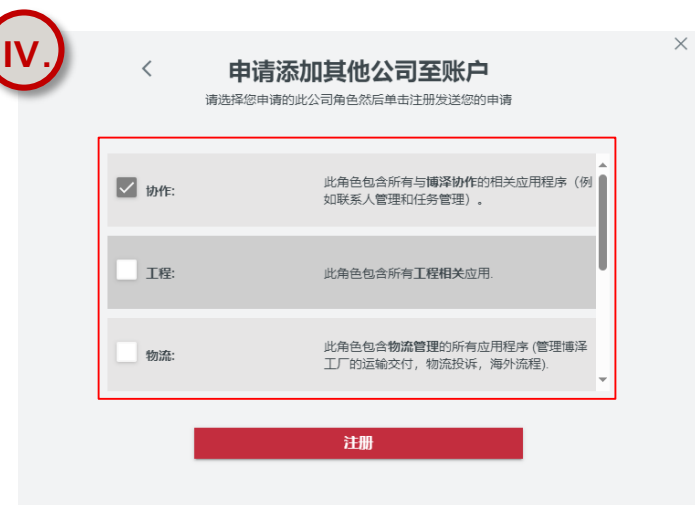 IV.
申请添加其他公司至账户
请选择您申请的此公司角色然后单击注册发送您的申请
协作:
此角色包含所有与博泽协作的相关应用程序（例
如联系人管理和任务管理）.
工程:
此角色包含所有工程相关应用.
物流:
此角色包含物流管理的所有应用程序 (管理博泽
工厂的运输交付，物流投诉，海外流程).
注册